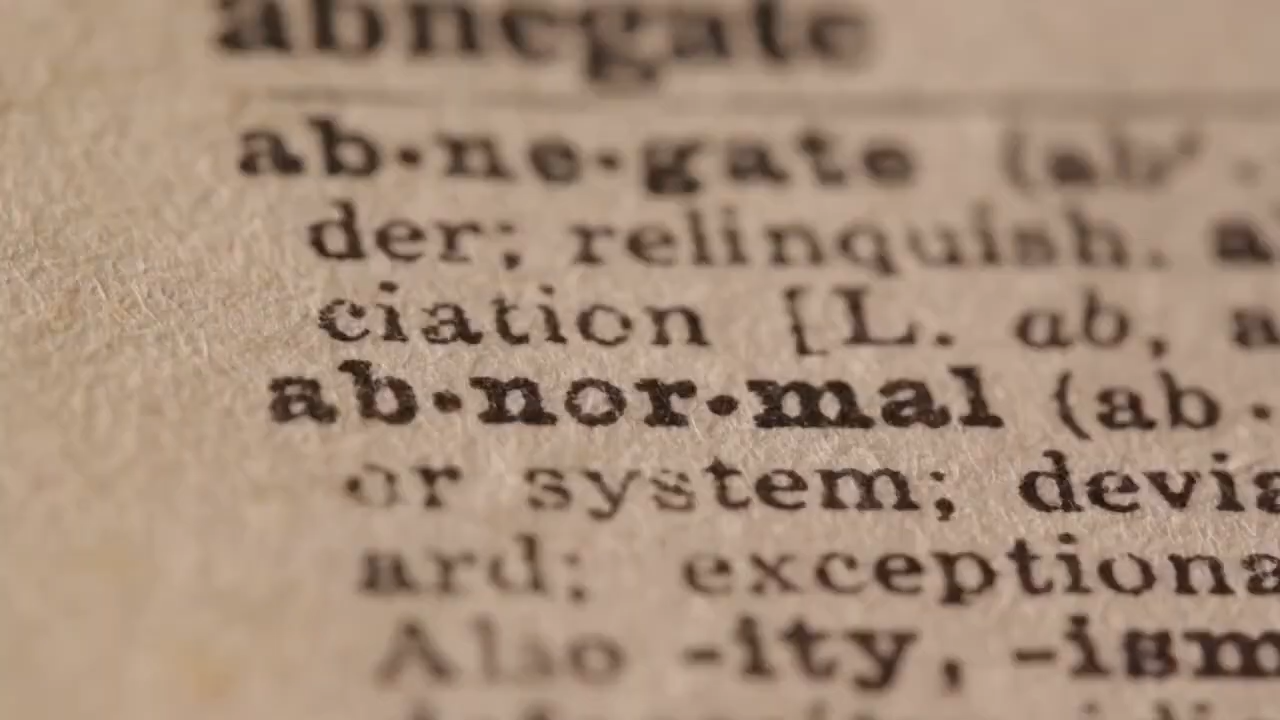 abnegate
ab·ne·gate (ab′·
der; relinquish. a
ciation [L. ab, a
ab·nor·mal (ab·
or system; devia
ard; exceptiona
Also -ity, -ism